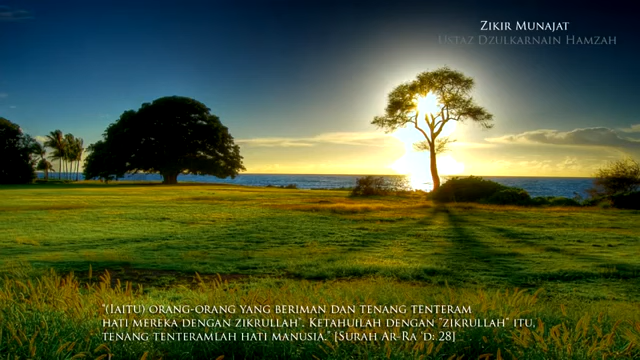 Zikir Munajat
Ustaz Dzulkarnain Hamzah
"(Iaitu) orang-orang yang beriman dan tenang tenteram
hati mereka dengan zikrullah". Ketahuilah dengan "zikrullah" itu,
tenang tenteramlah hati manusia." [Surah Ar-Ra 'd: 28]